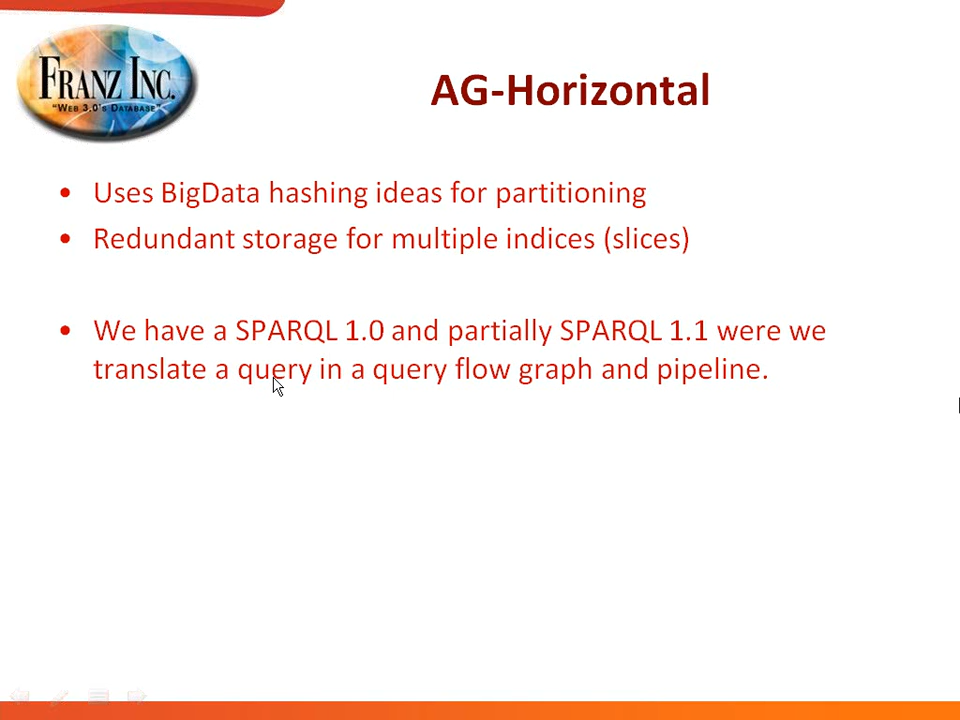 FRANZ INC.
"WEB 3.0'S DATABASE"
AG-Horizontal
• Uses BigData hashing ideas for partitioning
• Redundant storage for multiple indices (slices)
• We have a SPARQL 1.0 and partially SPARQL 1.1 were we
translate a query in a query flow graph and pipeline.